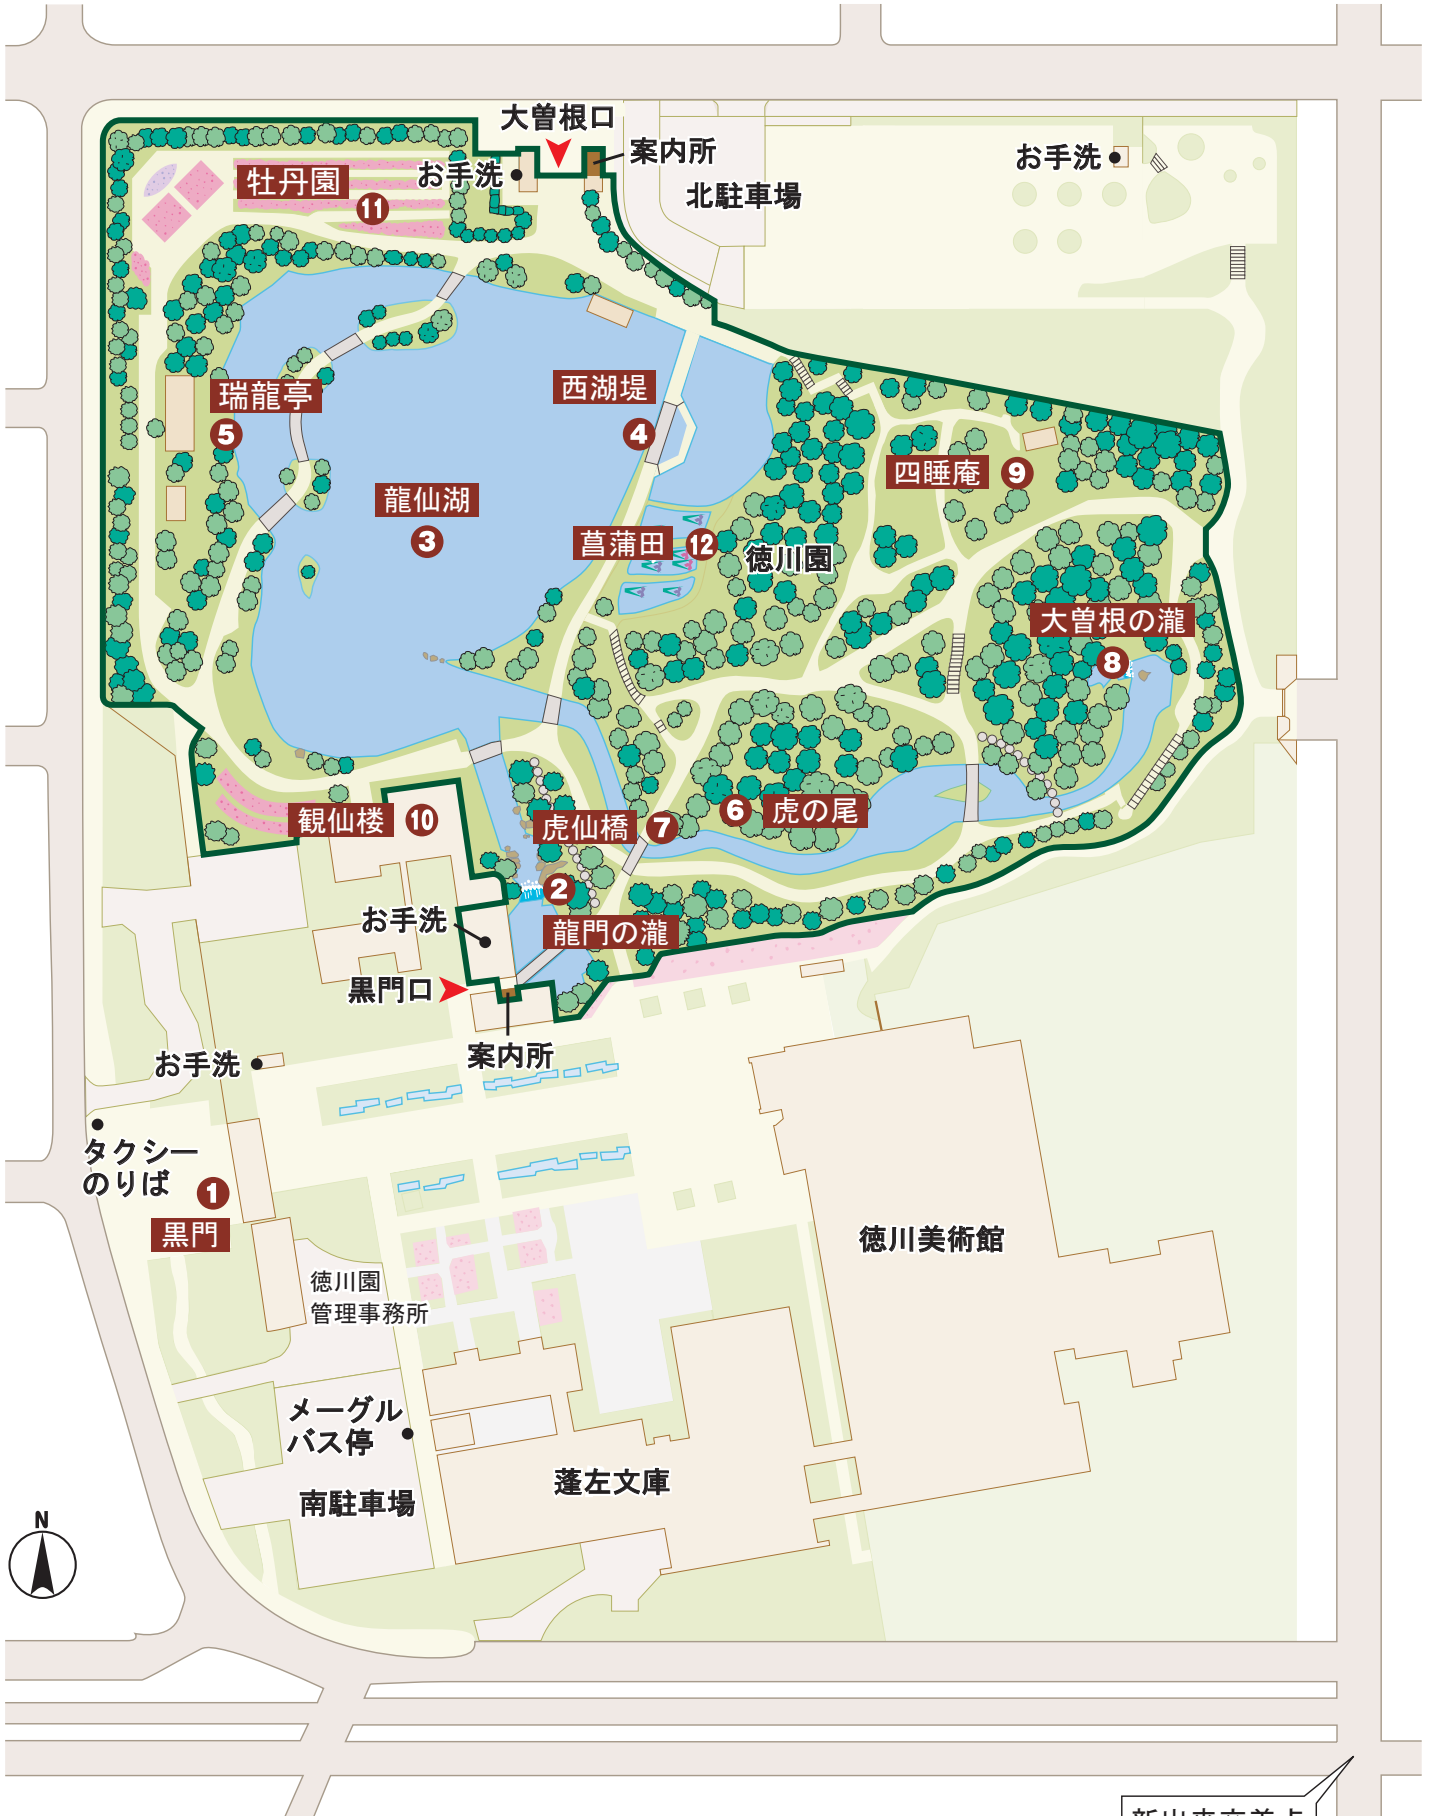 大曽根口
案内所
お手洗
北駐車場
お手洗
牡丹園
11
瑞龍亭
5
西湖堤
4
龍仙湖
3
四睡庵 9
菖蒲田 12
徳川園
大曽根の瀧
8
観仙楼 10
虎仙橋 7
6 虎の尾
2
龍門の瀧
お手洗
黒門口
案内所
お手洗
タクシー
のりば
1
黒門
徳川園
管理事務所
徳川美術館
メーグル
バス停
南駐車場
蓬左文庫
N